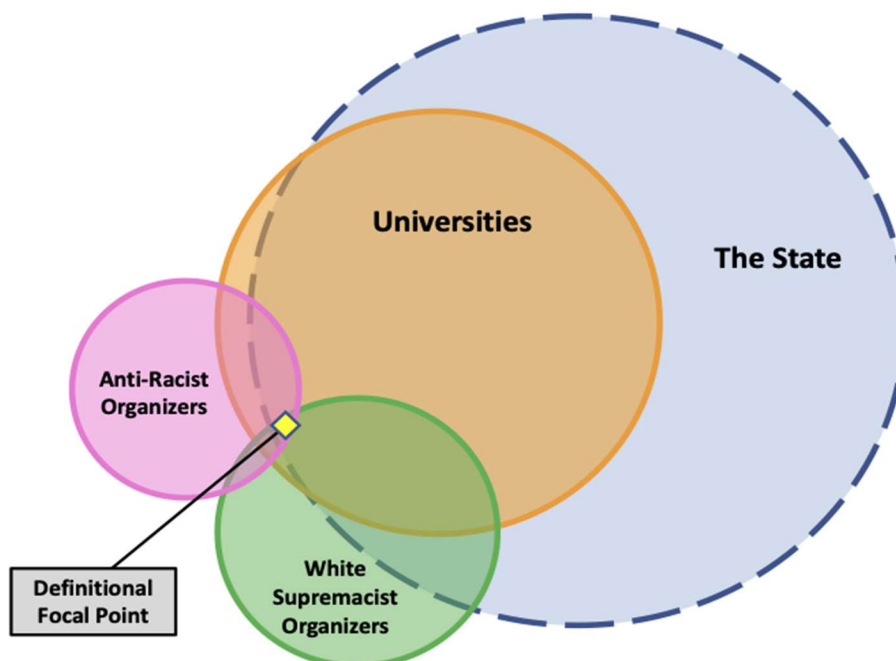 Universities
The State
Anti-Racist
Organizers
White
Supremacist
Organizers
Definitional
Focal Point